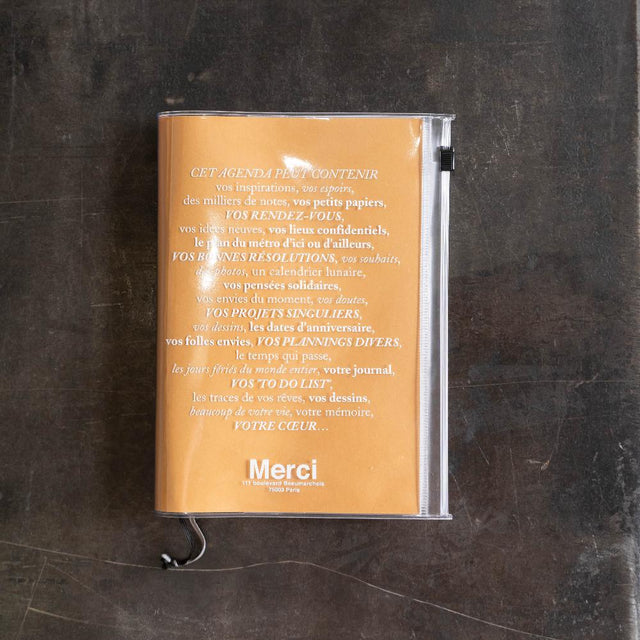 CET AGENDA PEUT CONTENIR
vos inspirations, vos espoirs,
des milliers de notes, vos petits papiers,
VOS RENDEZ-VOUS,
vos idées neuves, vos lieux confidentiels,
le plan du métro d'ici ou d'ailleurs,
VOS BONNES RÉSOLUTIONS, vos souhaits,
des photos, un calendrier lunaire,
vos pensées solidaires,
vos envies du moment, vos doutes,
VOS PROJETS SINGULIERS,
vos dessins, les dates d'anniversaire,
vos folles envies, VOS PLANNINGS DIVERS,
le temps qui passe,
les jours fériés du monde entier, votre journal,
VOS "TO DO LIST",
les traces de vos rêves, vos dessins,
beaucoup de votre vie, votre mémoire,
VOTRE CŒUR...
Merci
111 boulevard Beaumarchais
75003 Paris